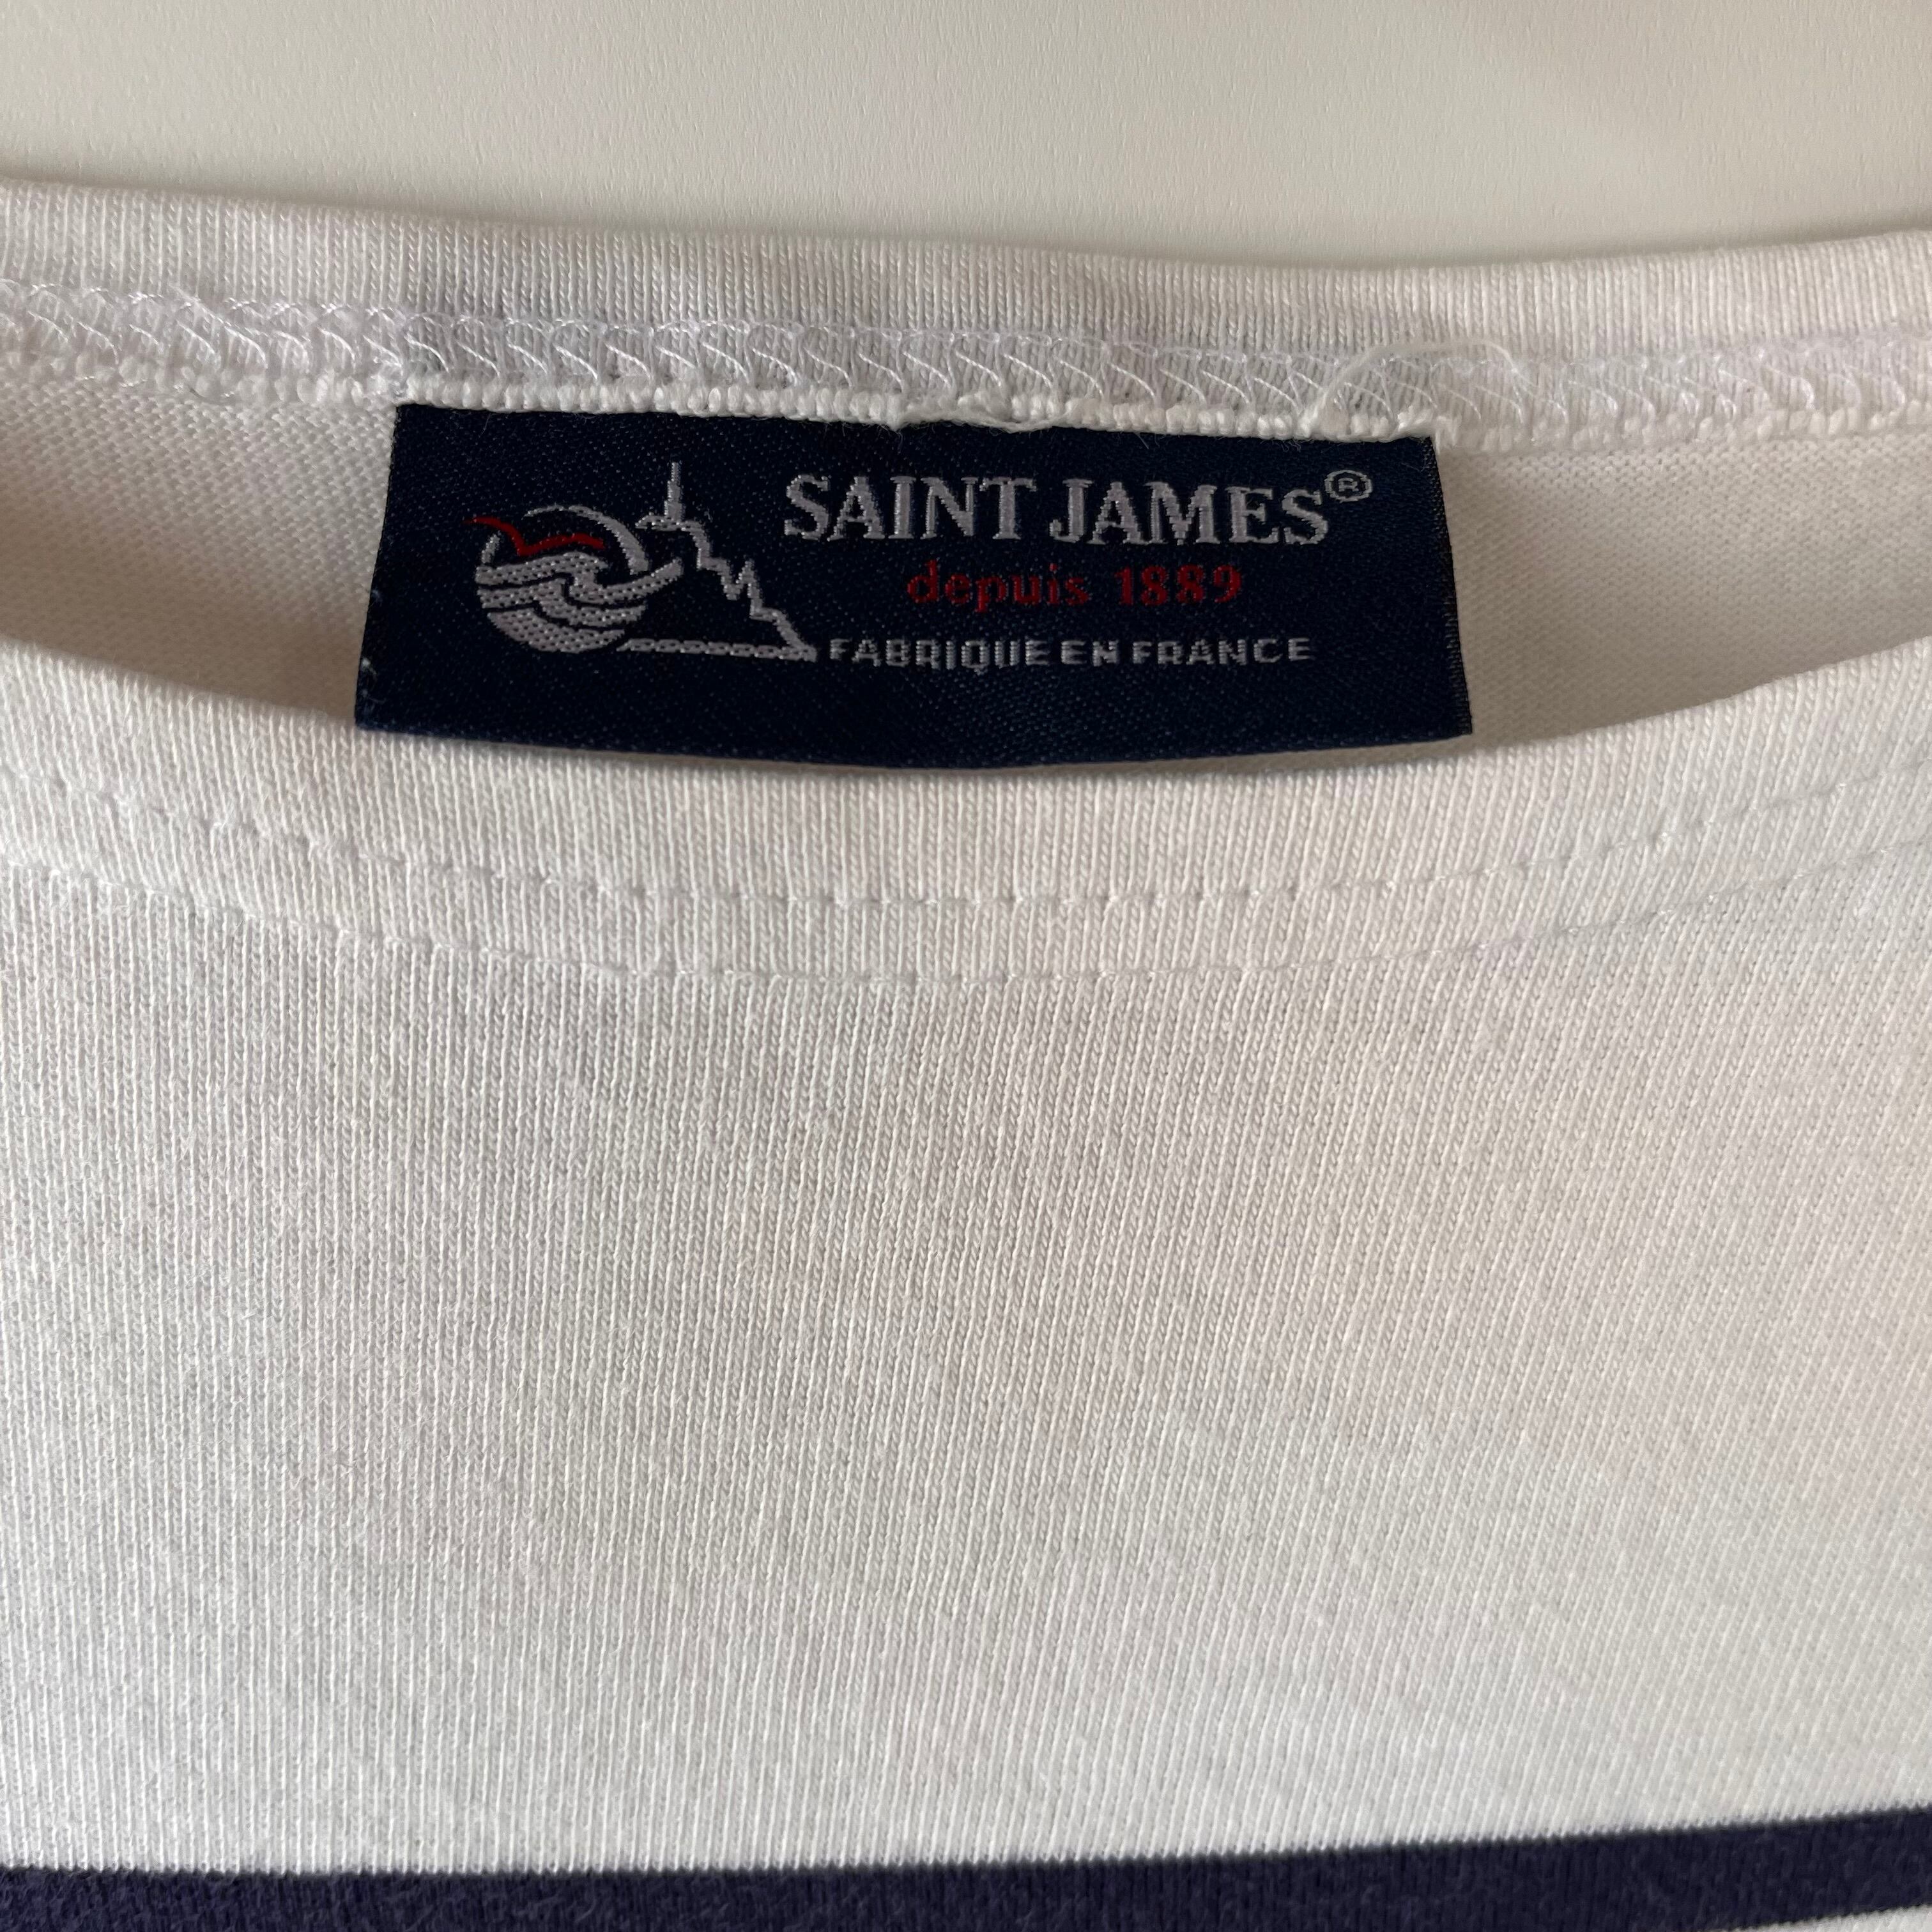 SAINT JAMES®
depuis 1889
FABRIQUE EN FRANCE